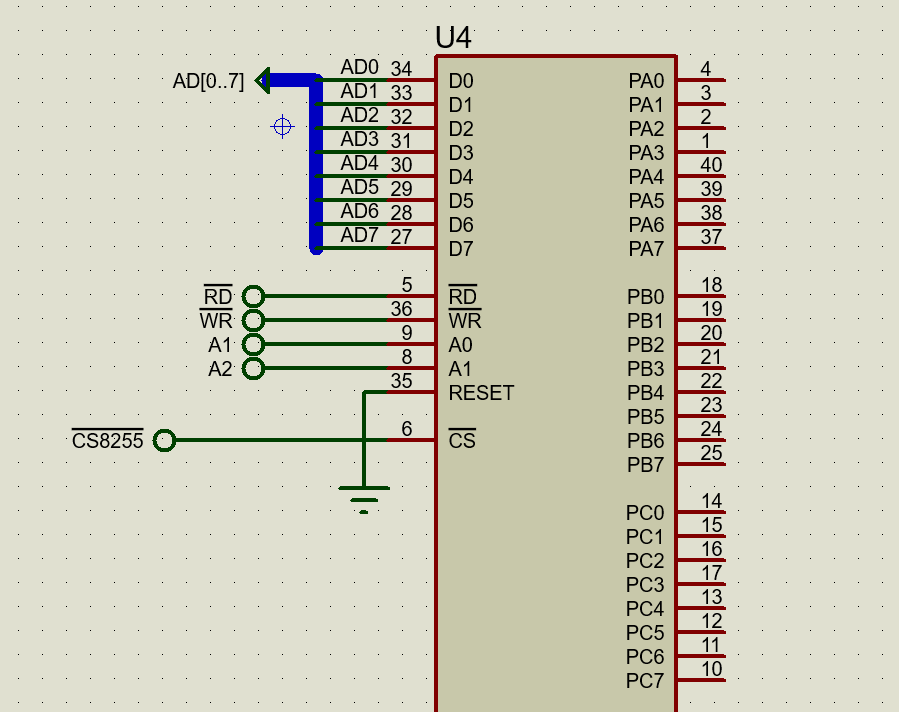 U4
AD[0..7]
AD0 34 D0 PA0 4
AD1 33 D1 PA1 3
AD2 32 D2 PA2 2
AD3 31 D3 PA3 1
AD4 30 D4 PA4 40
AD5 29 D5 PA5 39
AD6 28 D6 PA6 38
AD7 27 D7 PA7 37
RD 5 RD PB0 18
WR 36 WR PB1 19
A1 9 A0 PB2 20
A2 8 A1 PB3 21
35 RESET PB4 22
PB5 23
CS8255 6 CS PB6 24
PB7 25
PC0 14
PC1 15
PC2 16
PC3 17
PC4 13
PC5 12
PC6 11
PC7 10